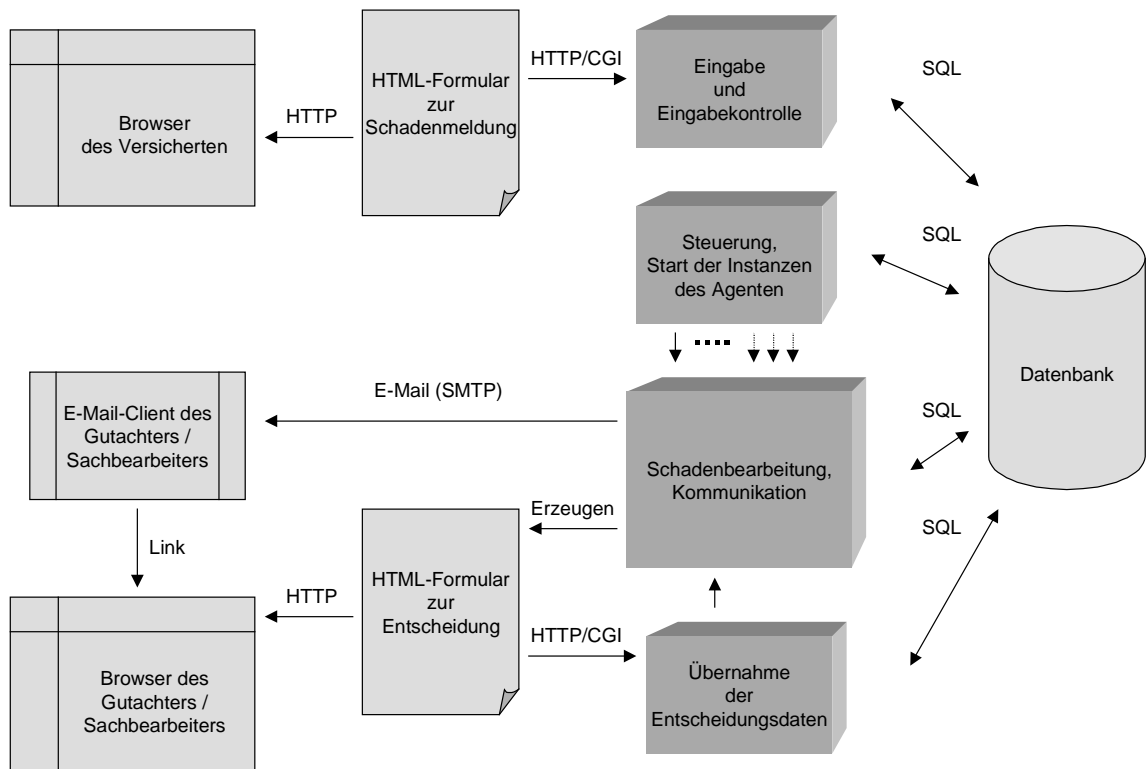 HTTP/CGI
Eingabe
und
Eingabekontrolle
SQL
HTML-Formular
zur
Schadenmeldung
HTTP
Browser
des Versicherten
Steuerung,
Start der Instanzen
des Agenten
SQL
Datenbank
E-Mail (SMTP)
E-Mail-Client des
Gutachters /
Sachbearbeiters
SQL
Schadenbearbeitung,
Kommunikation
Erzeugen
SQL
Link
HTML-Formular
zur
Entscheidung
HTTP
HTTP/CGI
Browser des
Gutachters /
Sachbearbeiters
Übernahme
der
Entscheidungsdaten